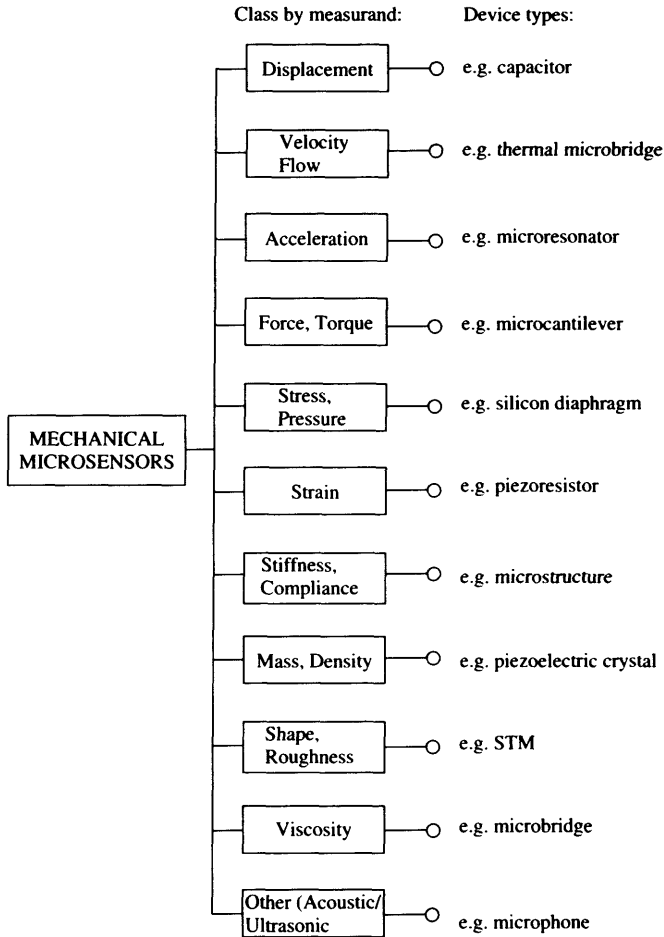 Class by measurand: Device types:
Displacement e.g. capacitor
Velocity
Flow
e.g. thermal microbridge
Acceleration e.g. microresonator
Force, Torque e.g. microcantilever
Stress,
Pressure
e.g. silicon diaphragm
MECHANICAL
MICROSENSORS
Strain e.g. piezoresistor
Stiffness,
Compliance
e.g. microstructure
Mass, Density e.g. piezoelectric crystal
Shape,
Roughness
e.g. STM
Viscosity e.g. microbridge
Other (Acoustic/
Ultrasonic
e.g. microphone